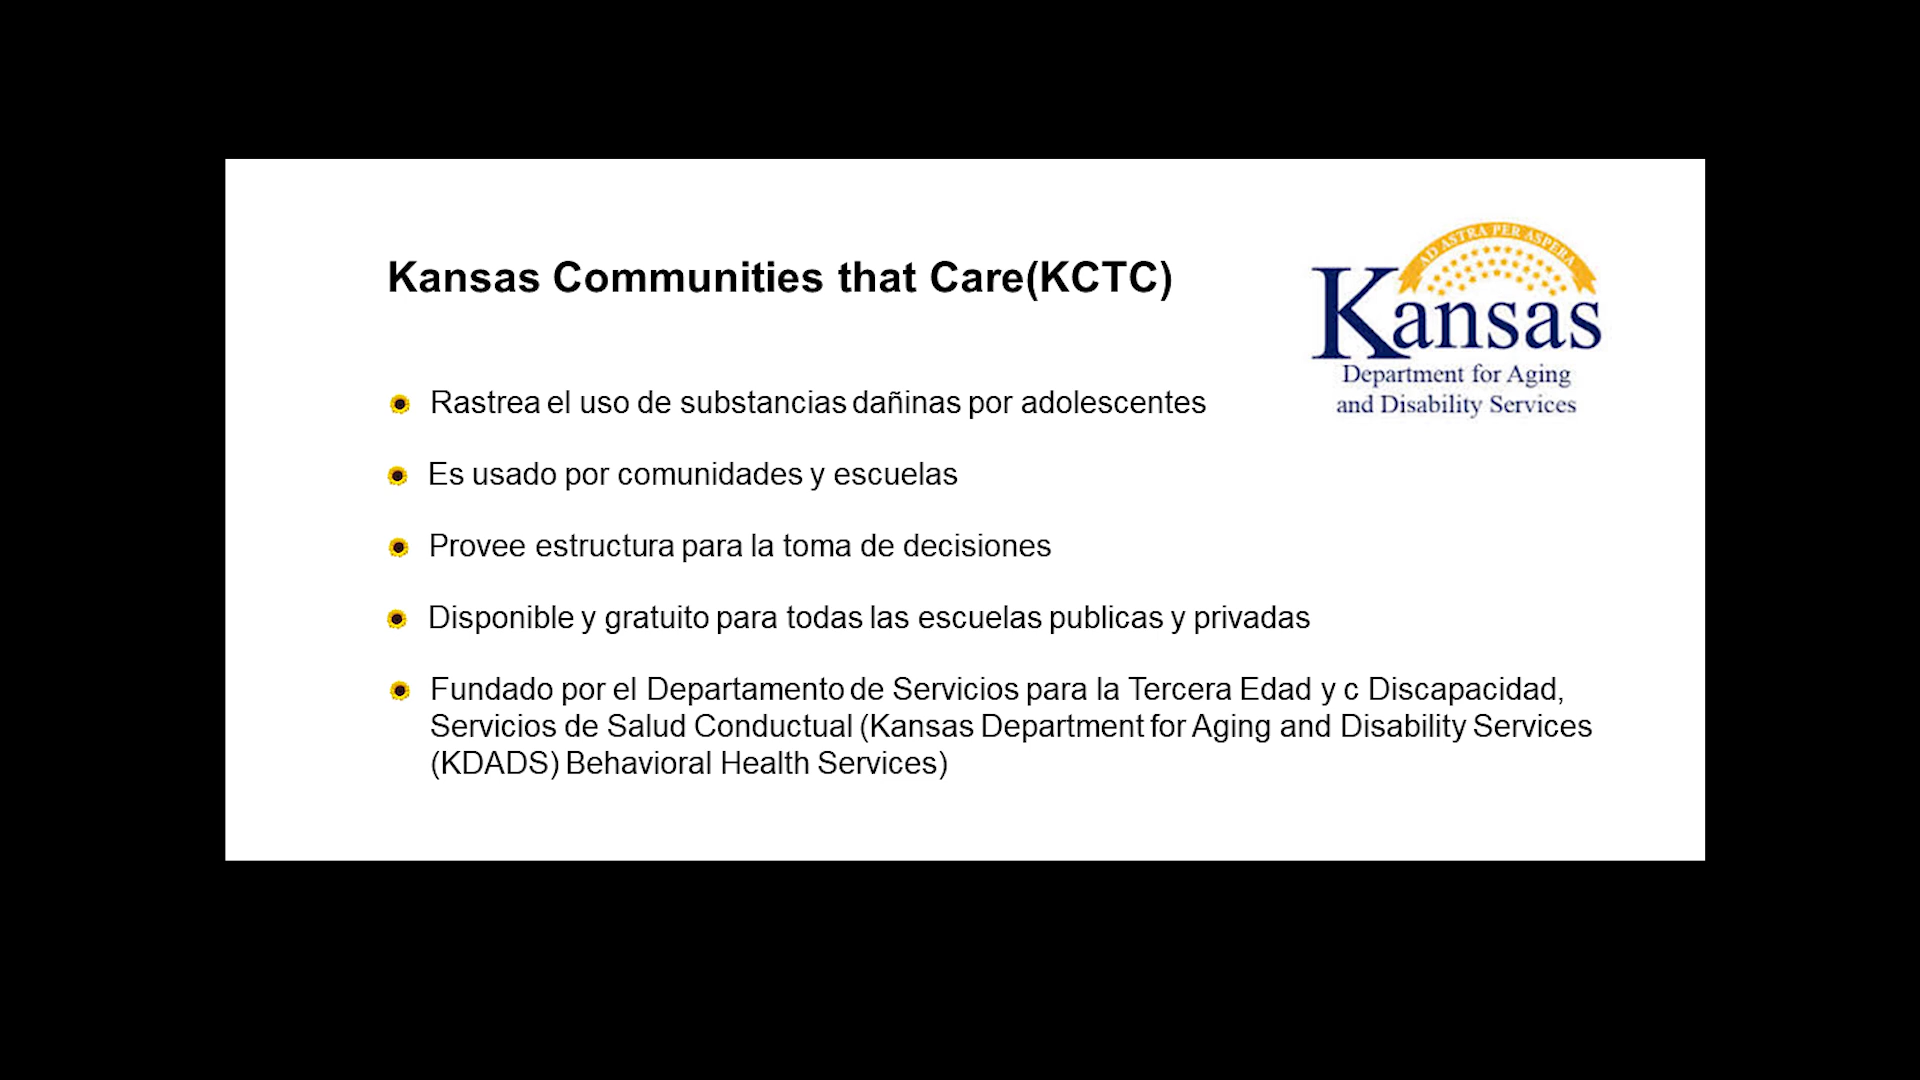 Kansas Communities that Care(KCTC)
AD ASTRA PER ASPERA
Kansas
Department for Aging
and Disability Services
Rastrea el uso de substancias dañinas por adolescentes
Es usado por comunidades y escuelas
Provee estructura para la toma de decisiones
Disponible y gratuito para todas las escuelas publicas y privadas
Fundado por el Departamento de Servicios para la Tercera Edad y c Discapacidad,
Servicios de Salud Conductual (Kansas Department for Aging and Disability Services
(KDADS) Behavioral Health Services)